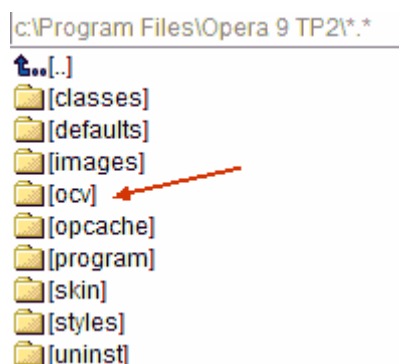 c:\Program Files\Opera 9 TP2\*.*
[..]
[classes]
[defaults]
[images]
[ocv]
[opcache]
[program]
[skin]
[styles]
[uninst]